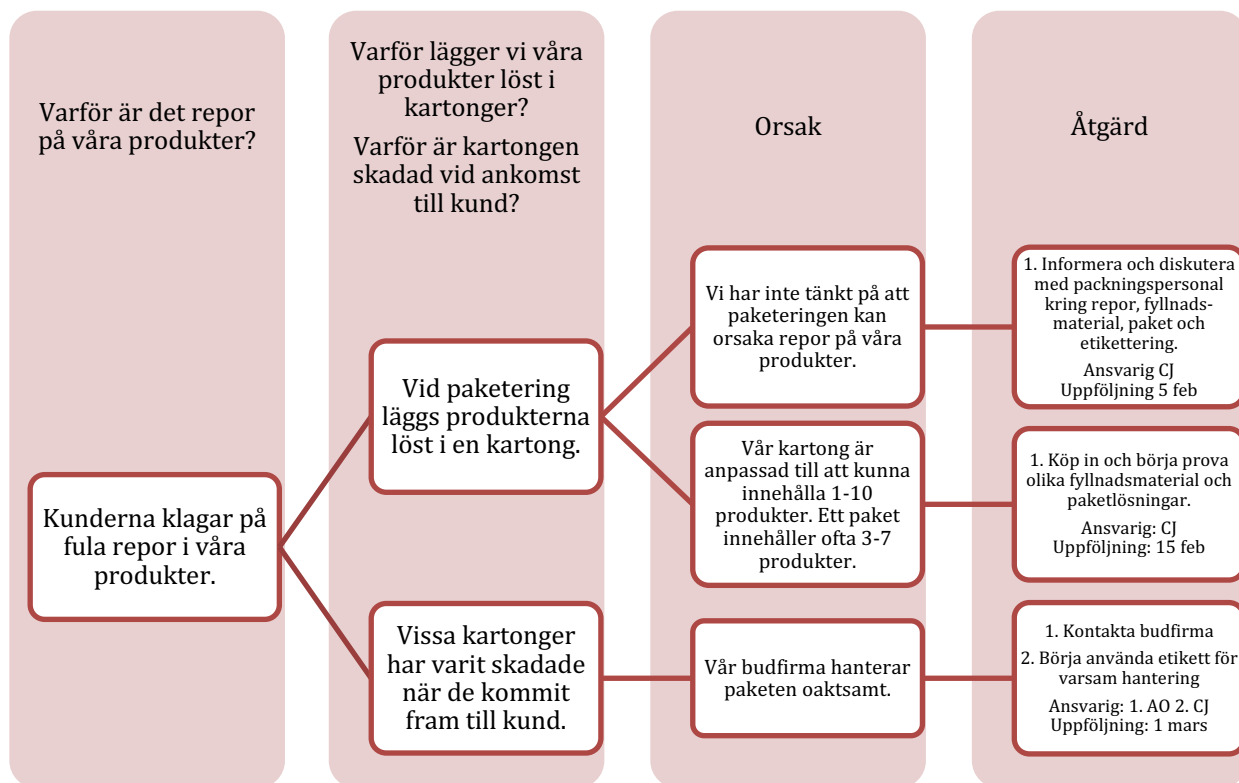 Varför är det repor
på våra produkter?
Varför lägger vi våra
produkter löst i
kartonger?
Varför är kartongen
skadad vid ankomst
till kund?
Orsak
Åtgärd
Kunderna klagar på
fula repor i våra
produkter.
Vid paketering
läggs produkterna
löst i en kartong.
Vissa kartonger
har varit skadade
när de kommit
fram till kund.
Vi har inte tänkt på att
paketeringen kan
orsaka repor på våra
produkter.
Vår kartong är
anpassad till att kunna
innehålla 1-10
produkter. Ett paket
innehåller ofta 3-7
produkter.
Vår budfirma hanterar
paketen oaktsamt.
1. Informera och diskutera
med packningspersonal
kring repor, fyllnads-
material, paket och
etikettering.
Ansvarig CJ
Uppföljning 5 feb
1. Köp in och börja prova
olika fyllnadsmaterial och
paketlösningar.
Ansvarig: CJ
Uppföljning: 15 feb
1. Kontakta budfirma
2. Börja använda etikett för
varsam hantering
Ansvarig: 1. AO 2. CJ
Uppföljning: 1 mars